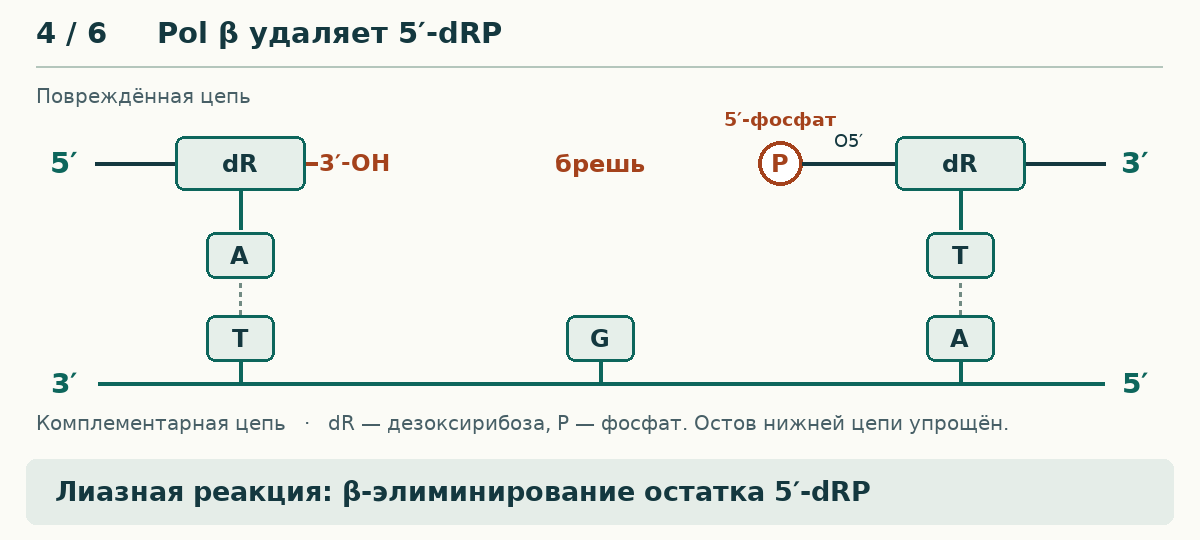 4 / 6 Pol β удаляет 5′-dRP
Повреждённая цепь
5′-фосфат
O5′
5′ dR 3′-OH брешь P dR 3′
A T
T G A
3′ 5′
Комплементарная цепь · dR — дезоксирибоза, P — фосфат. Остов нижней цепи упрощён.
Лиазная реакция: β-элиминирование остатка 5′-dRP